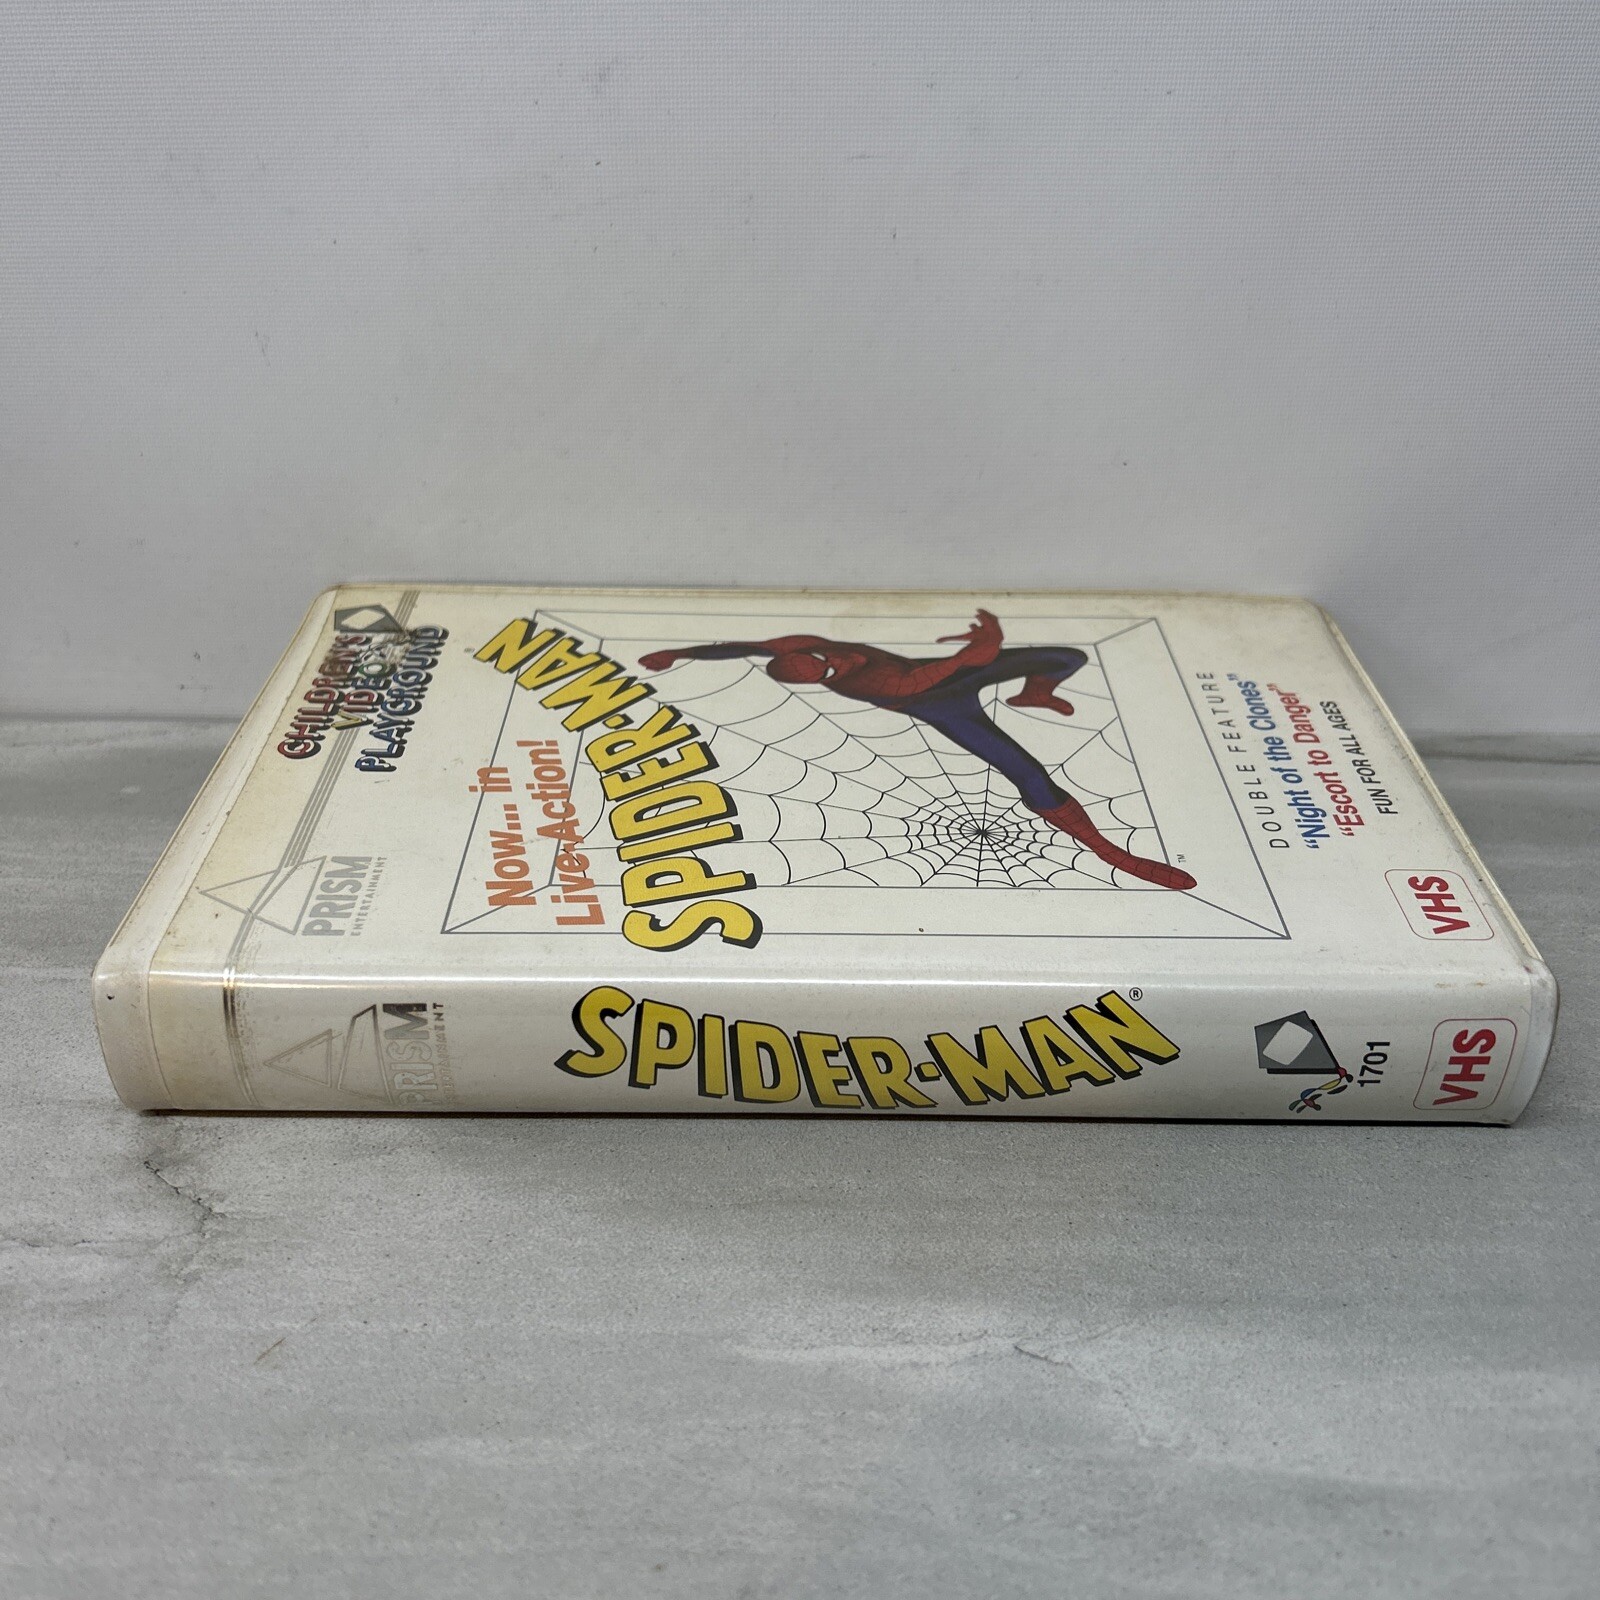 CHILDREN'S
VIDEO
PLAYGROUND
PRISM
ENTERTAINMENT
Now... in
Live-Action!
SPIDER-MAN®
TM
DOUBLE FEATURE
"Night of the Clones"
"Escort to Danger"
FUN FOR ALL AGES
VHS
PRISM
ENTERTAINMENT
SPIDER-MAN®
1701
VHS